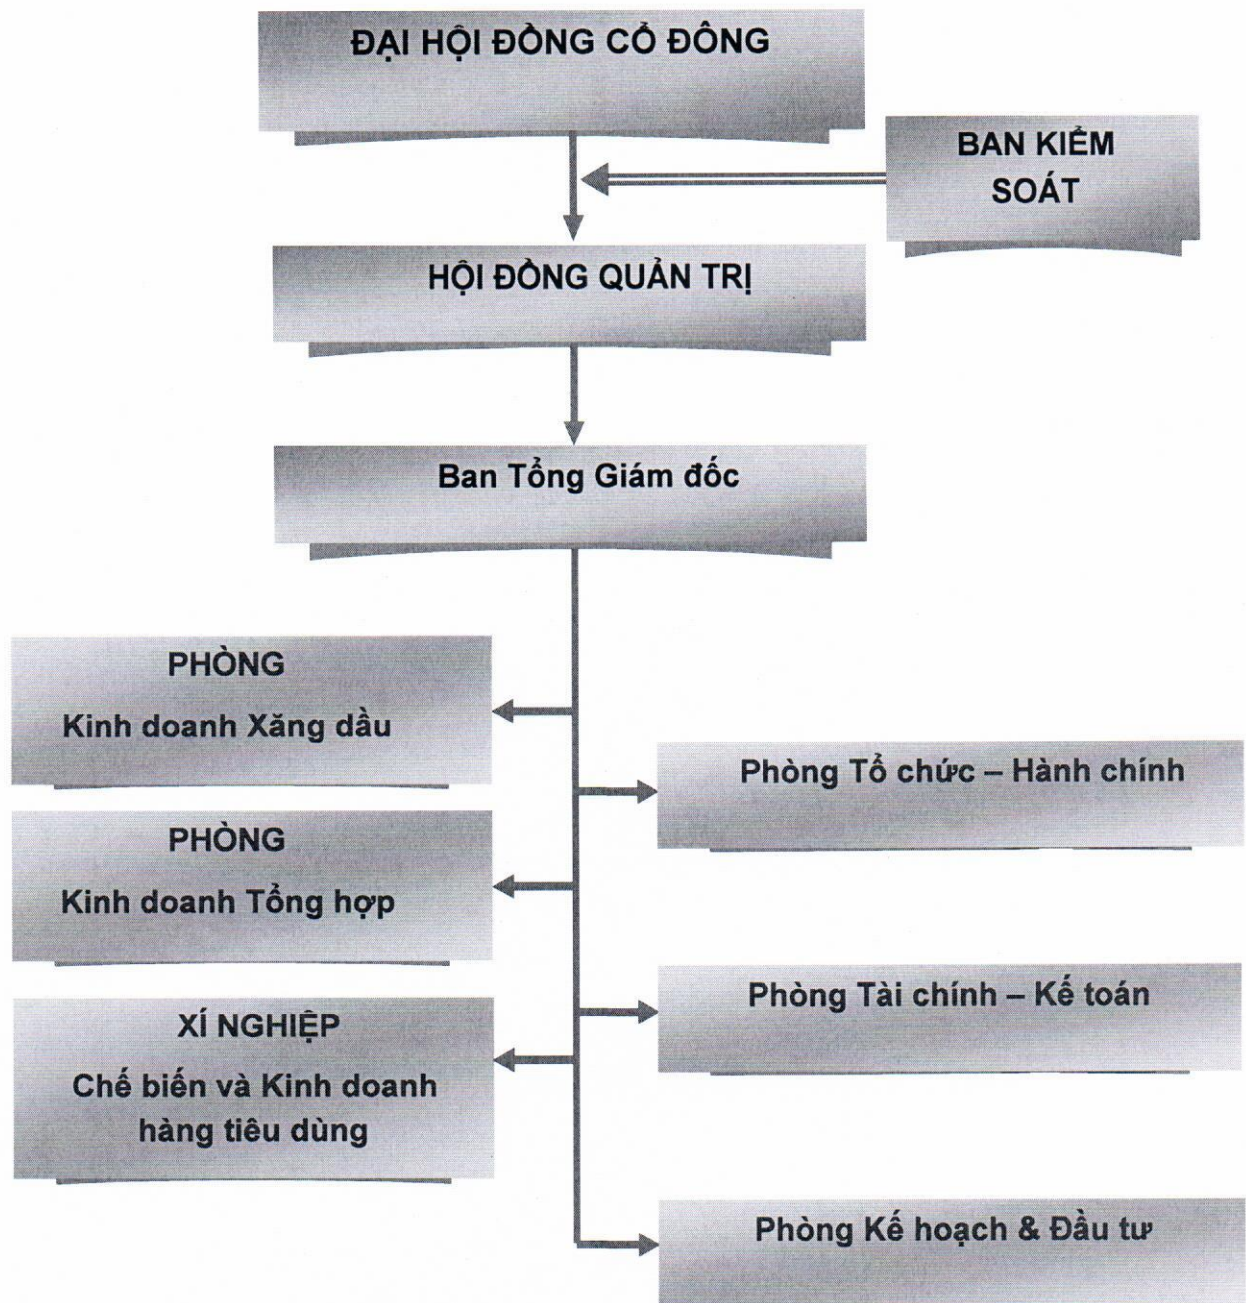 ĐẠI HỘI ĐỒNG CỔ ĐÔNG
BAN KIỂM
SOÁT
HỘI ĐỒNG QUẢN TRỊ
Ban Tổng Giám đốc
PHÒNG
Kinh doanh Xăng dầu
Phòng Tổ chức – Hành chính
PHÒNG
Kinh doanh Tổng hợp
Phòng Tài chính – Kế toán
XÍ NGHIỆP
Chế biến và Kinh doanh
hàng tiêu dùng
Phòng Kế hoạch & Đầu tư